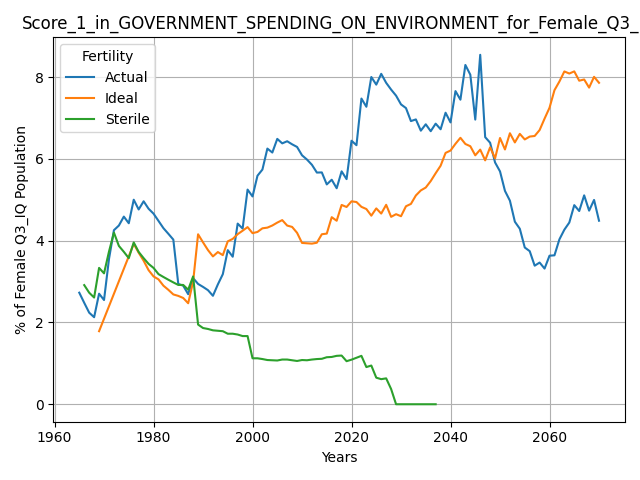 Score_1_in_GOVERNMENT_SPENDING_ON_ENVIRONMENT_for_Female_Q3_
Fertility
Actual
Ideal
Sterile
% of Female Q3_IQ Population
8
6
4
2
0
1960 1980 2000 2020 2040 2060
Years